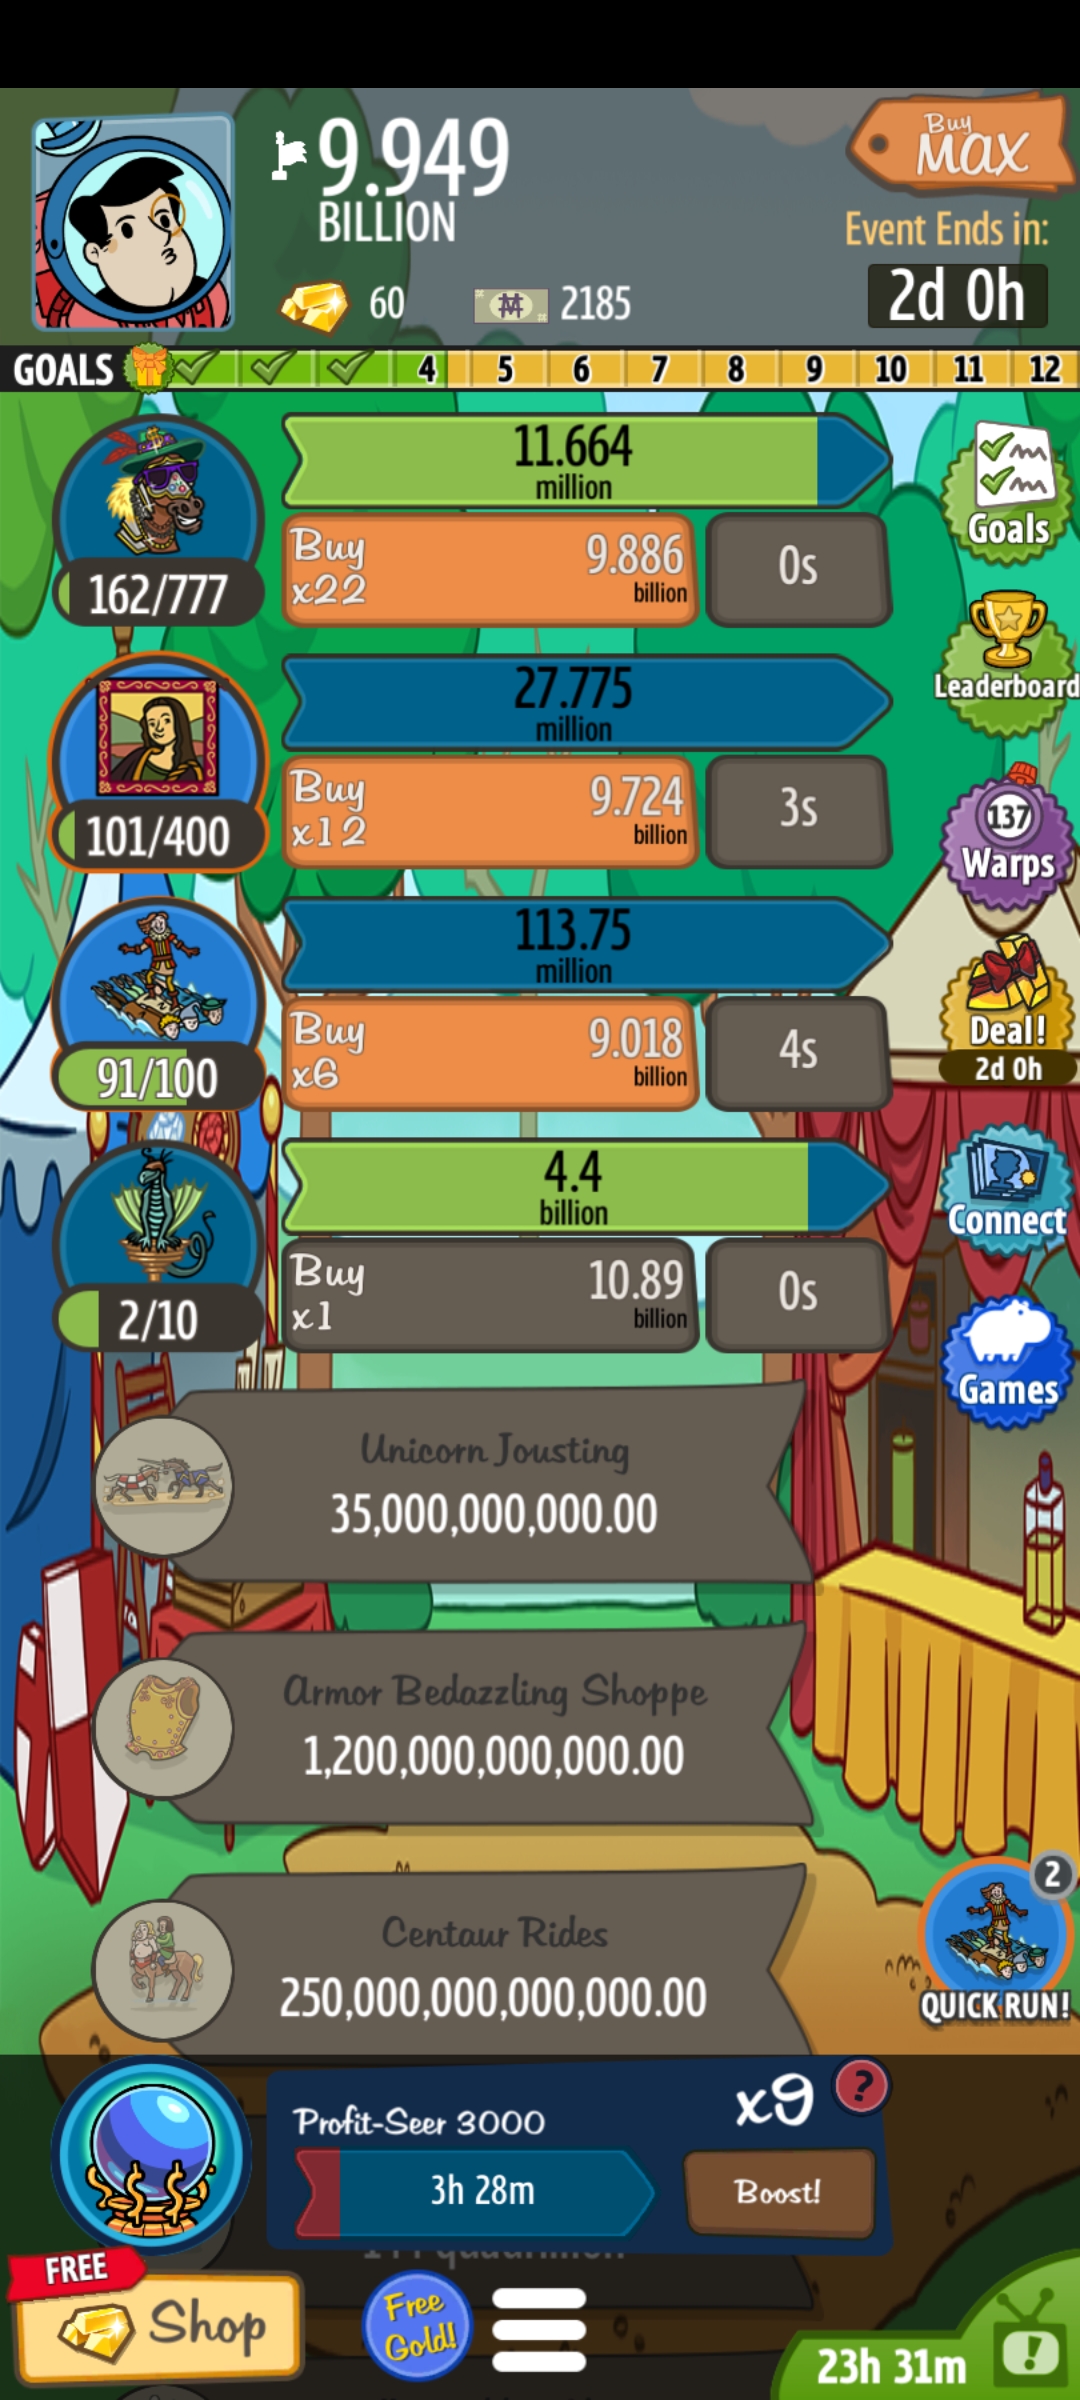 9.949
BILLION
Buy
MAX
Event Ends in:
2d 0h
60
2185
GOALS 4 5 6 7 8 9 10 11 12
11.664
million
162/777
Buy
x22
9.886
billion
0s
Goals
27.775
million
Leaderboard
101/400
Buy
x12
9.724
billion
3s
137
Warps
113.75
million
91/100
Buy
x6
9.018
billion
4s
Deal!
2d 0h
4.4
billion
2/10
Buy
x1
10.89
billion
0s
Connect
Games
Unicorn Jousting
35,000,000,000.00
Armor Bedazzling Shoppe
1,200,000,000,000.00
Centaur Rides
250,000,000,000,000.00
2
QUICK RUN!
Profit-Seer 3000
x9
?
3h 28m
Boost!
FREE
Shop
Free
Gold!
23h 31m
!